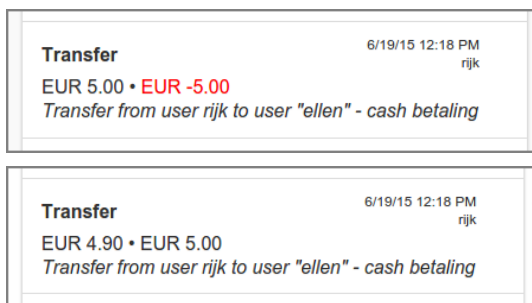 Transfer 6/19/15 12:18 PM
rijk
EUR 5.00 • EUR -5.00
Transfer from user rijk to user "ellen" - cash betaling
Transfer 6/19/15 12:18 PM
rijk
EUR 4.90 • EUR 5.00
Transfer from user rijk to user "ellen" - cash betaling